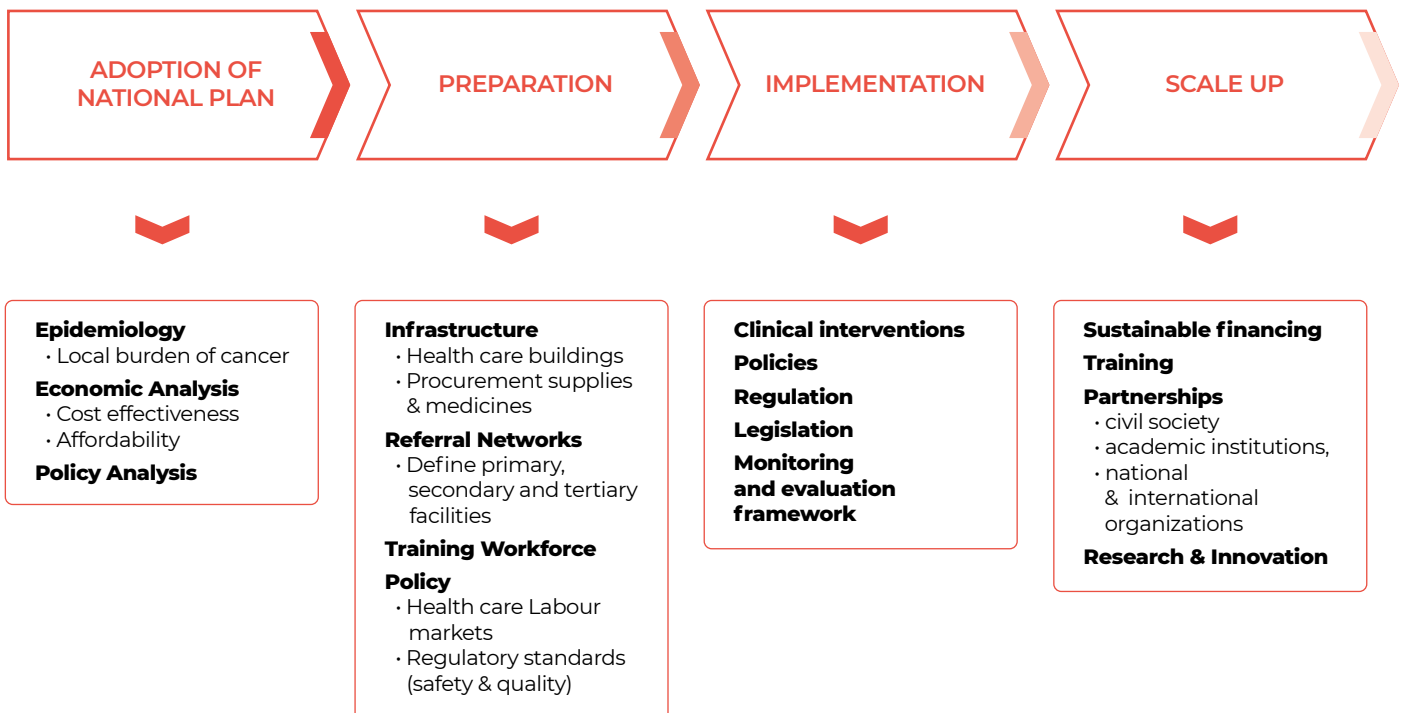 ADOPTION OF
NATIONAL PLAN
PREPARATION
IMPLEMENTATION
SCALE UP
Epidemiology
· Local burden of cancer
Economic Analysis
· Cost effectiveness
· Affordability
Policy Analysis
Infrastructure
· Health care buildings
· Procurement supplies
& medicines
Referral Networks
· Define primary,
secondary and tertiary
facilities
Training Workforce
Policy
· Health care Labour
markets
· Regulatory standards
(safety & quality)
Clinical interventions
Policies
Regulation
Legislation
Monitoring
and evaluation
framework
Sustainable financing
Training
Partnerships
· civil society
· academic institutions,
· national
& international
organizations
Research & Innovation